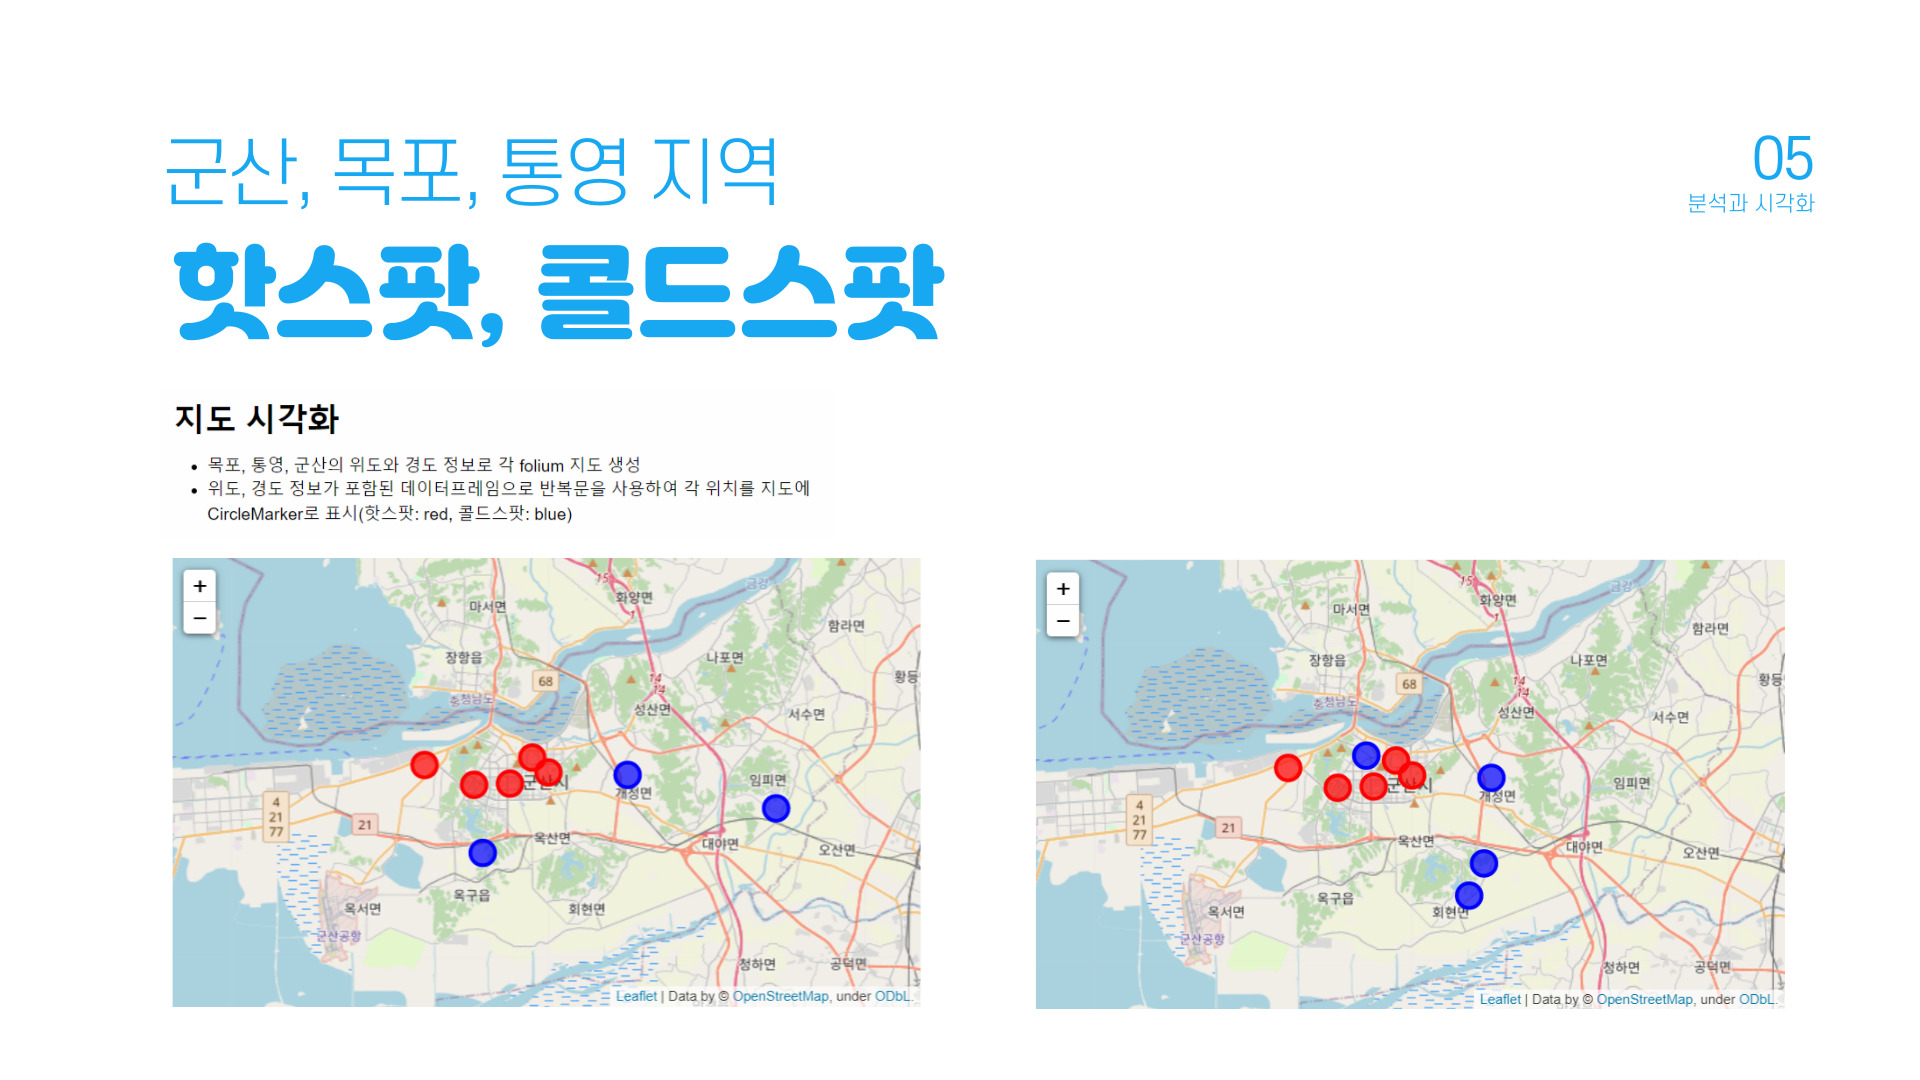 군산, 목포, 통영 지역
핫스팟, 콜드스팟
05
분석과 시각화
지도 시각화
• 목포, 통영, 군산의 위도와 경도 정보로 각 folium 지도 생성
• 위도, 경도 정보가 포함된 데이터프레임으로 반복문을 사용하여 각 위치를 지도에
CircleMarker로 표시(핫스팟: red, 콜드스팟: blue)
+
−
15
1
금강
마서면
화양면
함라면
장항읍
나포면
68
14
14
황등
충청남도
성산면
서수면
군산시
개정면
임피면
4
21
77
21
옥산면
대야면
오산면
옥구읍
옥서면
회현면
군산공항
청하면
공덕면
Leaflet | Data by © OpenStreetMap, under ODbL.
+
−
15
1
금강
마서면
화양면
함라면
장항읍
나포면
68
14
14
황등
충청남도
성산면
서수면
군산시
개정면
임피면
4
21
77
21
옥산면
대야면
오산면
옥구읍
옥서면
회현면
군산공항
청하면
공덕면
Leaflet | Data by © OpenStreetMap, under ODbL.